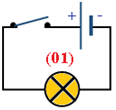 + -
(01)